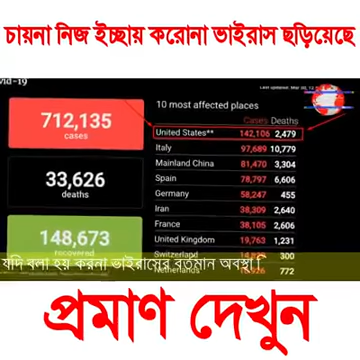 চায়না নিজ ইচ্ছায় করোনা ভাইরাস ছড়িয়েছে
vid-19
712,135
cases
33,626
deaths
148,673
recovered
10 most affected places
Cases Deaths
United States** 142,106 2,479
Italy 97,689 10,779
Mainland China 81,470 3,304
Spain 78,797 6,606
Germany 58,247 455
Iran 38,309 2,640
France 38,105 2,606
United Kingdom 19,763 1,231
Switzerland 300
Netherlands 772
যদি বলা হয় করনা ভাইরাসের বর্তমান অবস্থা
প্রমাণ দেখুন